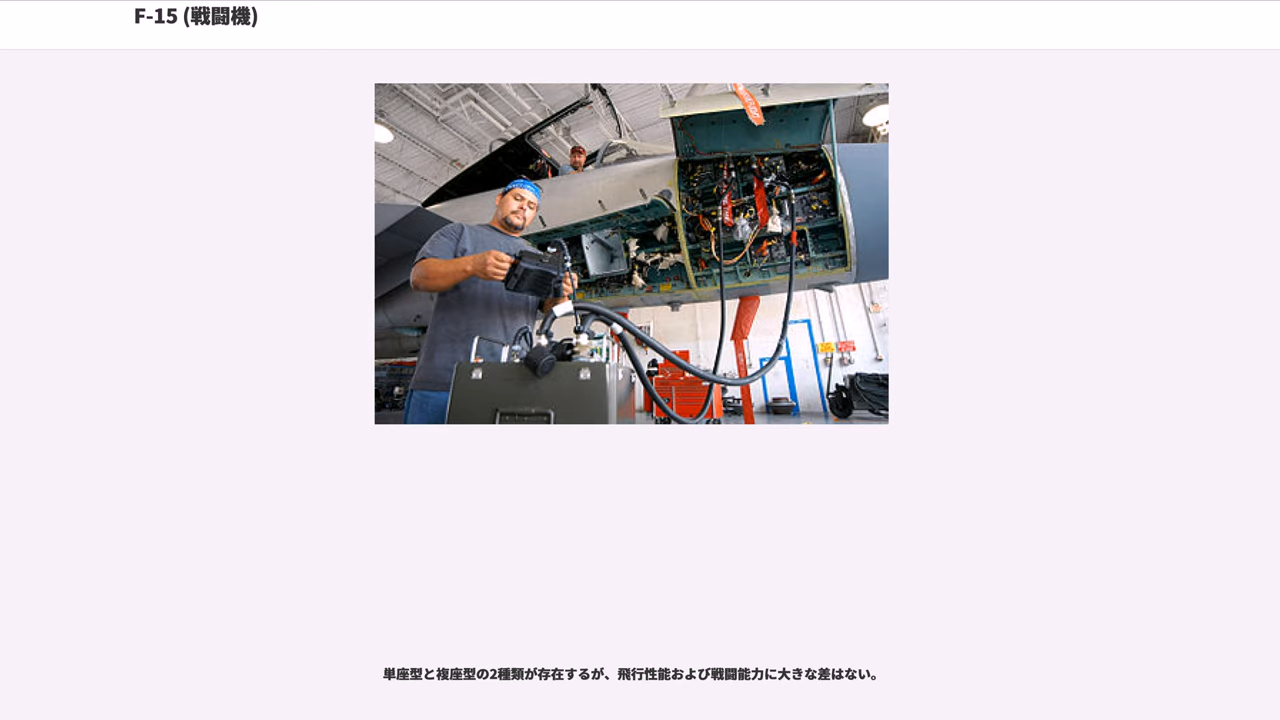 F-15 (戦闘機)
単座型と複座型の2種類が存在するが、飛行性能および戦闘能力に大きな差はない。